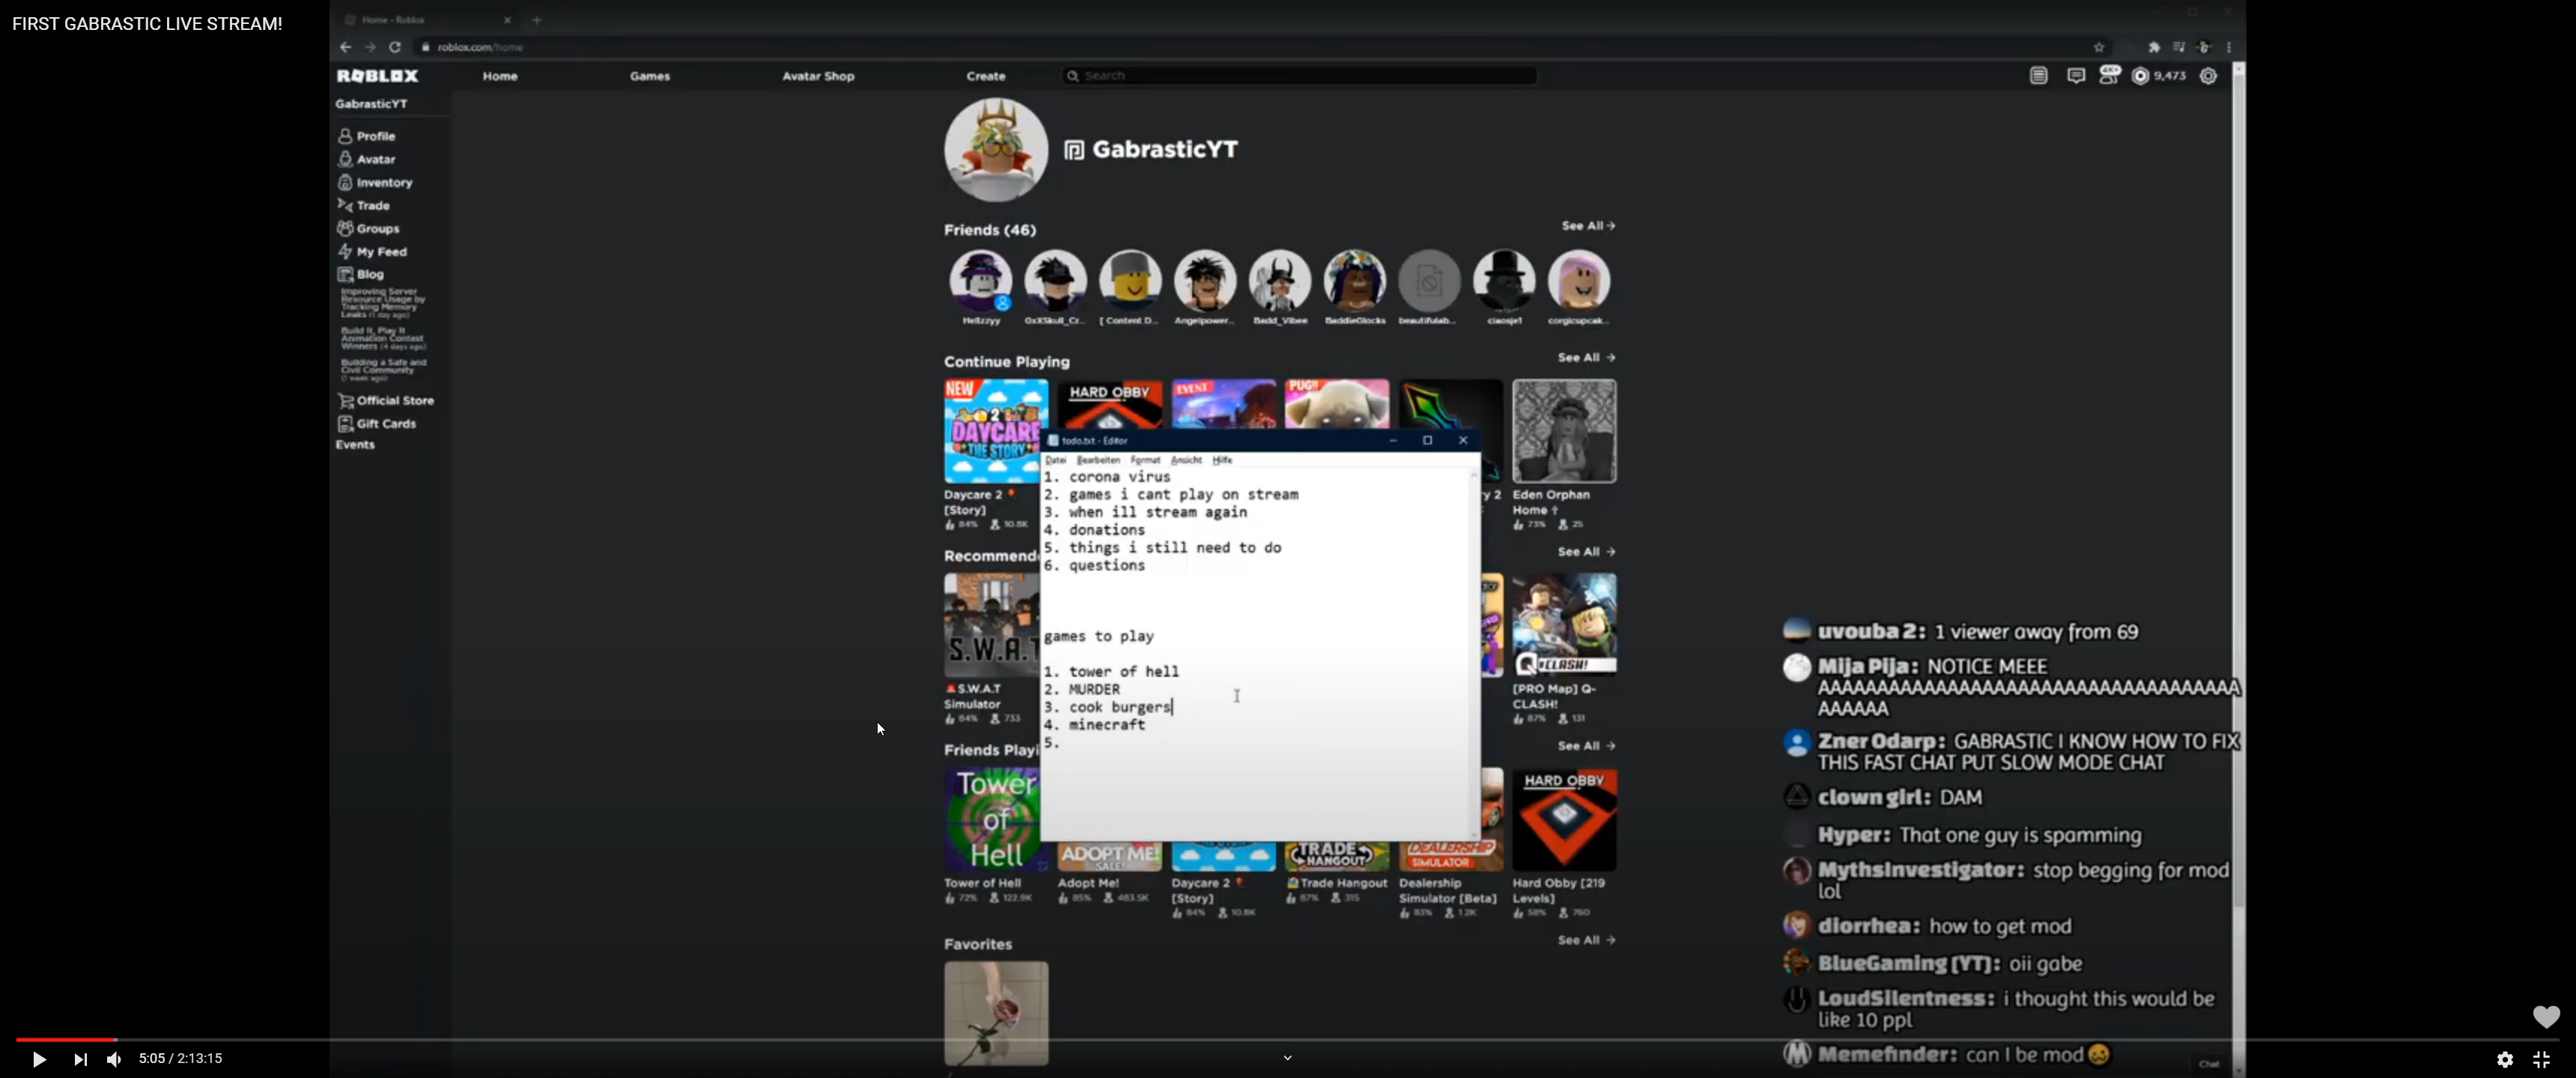 FIRST GABRASTIC LIVE STREAM!
Home - Roblox
roblox.com/home
ROBLOX
Home
Games
Avatar Shop
Create
Search
9,473
GabrasticYT
Profile
Avatar
Inventory
Trade
Groups
My Feed
Blog
Improving Server
Resource Usage by
Tracking Memory
Leaks (1 day ago)
Build It, Play It
Animation Contest
Winners (4 days ago)
Building a Safe and
Civil Community
(1 week ago)
Official Store
Gift Cards
Events
GabrasticYT
Friends (46)
See All →
Hellzzyy
OxXSkull_Cr...
[ Content D...
Angelpower...
Badd_Vibee
BaddieGlocks
beautifulab...
ciaosje1
corgicupcak...
Continue Playing
See All →
NEW
2
DAYCARE
THE STORY
HARD OBBY
EVENT
PUG!!
Daycare 2
[Story]
84% 10.8K
y 2
Eden Orphan
Home †
73% 25
todo.txt - Editor
Datei Bearbeiten Format Ansicht Hilfe
1. corona virus
2. games i cant play on stream
3. when ill stream again
4. donations
5. things i still need to do
6. questions
games to play
1. tower of hell
2. MURDER
3. cook burgers
4. minecraft
5.
Recommende
See All →
S.W.A.T
Q-CLASH!
S.W.A.T
Simulator
84% 733
[PRO Map] Q-
CLASH!
87% 131
Friends Playi
See All →
Tower
of
Hell
ADOPT ME!
SALE!
TRADE
HANGOUT
DEALERSHIP
SIMULATOR
HARD OBBY
Tower of Hell
72% 122.9K
Adopt Me!
85% 483.5K
Daycare 2
[Story]
84% 10.8K
Trade Hangout
87% 315
Dealership
Simulator [Beta]
83% 1.2K
Hard Obby [219
Levels]
58% 760
Favorites
See All →
uvouba 2: 1 viewer away from 69
Mija Pija: NOTICE MEEE
AAAAAAAAAAAAAAAAAAAAAAAAAAAAAAAAAAAA
AAAAAA
Zner Odarp: GABRASTIC I KNOW HOW TO FIX
THIS FAST CHAT PUT SLOW MODE CHAT
clown girl: DAM
Hyper: That one guy is spamming
MythsInvestigator: stop begging for mod
lol
diorrhea: how to get mod
BlueGaming [YT]: oii gabe
LoudSilentness: i thought this would be
like 10 ppl
Memefinder: can I be mod 🥴
Chat
5:05 / 2:13:15